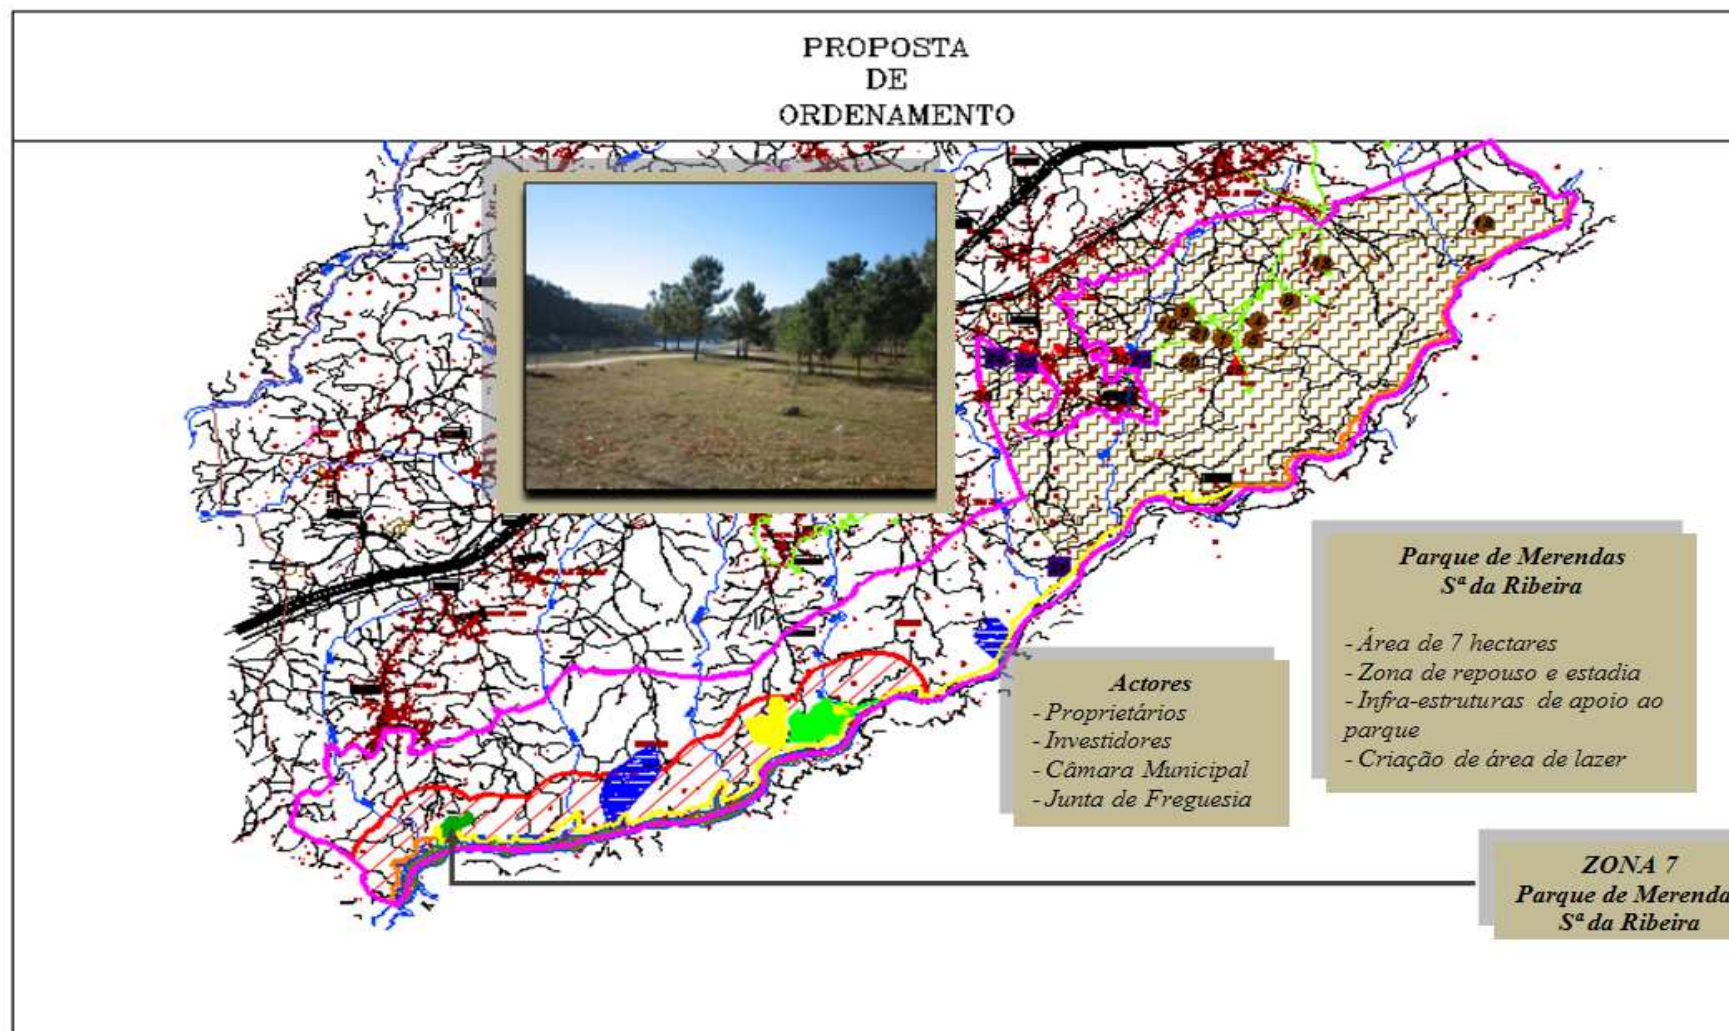 PROPOSTA
DE
ORDENAMENTO
Parque de Merendas
Sª da Ribeira
- Área de 7 hectares
- Zona de repouso e estadia
- Infra-estruturas de apoio ao
parque
- Criação de área de lazer
Actores
- Proprietários
- Investidores
- Câmara Municipal
- Junta de Freguesia
ZONA 7
Parque de Merenda
Sª da Ribeira